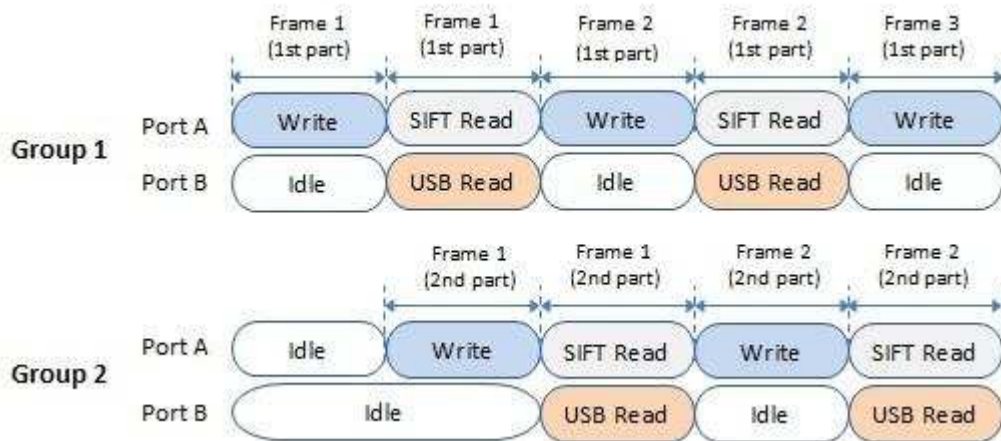 Frame 1 Frame 1 Frame 2 Frame 2 Frame 3
(1st part) (1st part) (1st part) (1st part) (1st part)
Port A Write SIFT Read Write SIFT Read Write
Group 1
Port B Idle USB Read Idle USB Read Idle
Frame 1 Frame 1 Frame 2 Frame 2
(2nd part) (2nd part) (2nd part) (2nd part)
Port A Idle Write SIFT Read Write SIFT Read
Group 2
Port B Idle USB Read Idle USB Read